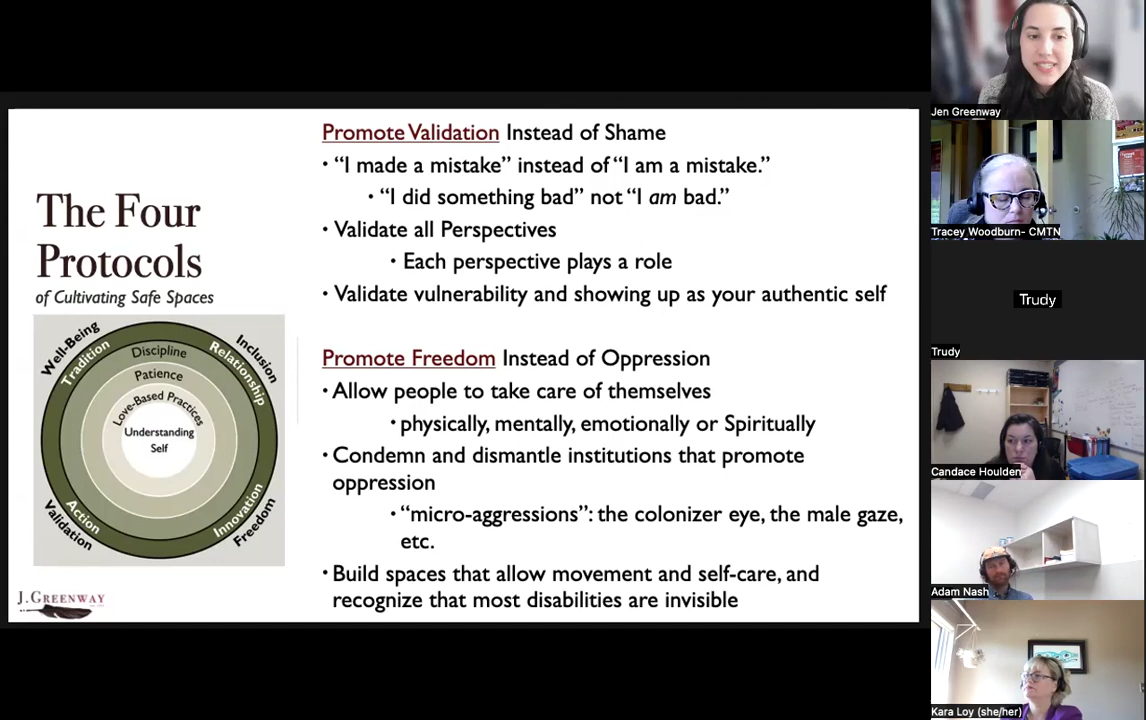 The Four
Protocols
of Cultivating Safe Spaces
Well-Being
Inclusion
Tradition
Relationship
Discipline
Patience
Love-Based Practices
Understanding
Self
Action
Innovation
Validation
Freedom
J.GREENWAY
Promote Validation Instead of Shame
• “I made a mistake” instead of “I am a mistake.”
• “I did something bad” not “I am bad.”
• Validate all Perspectives
• Each perspective plays a role
• Validate vulnerability and showing up as your authentic self
Promote Freedom Instead of Oppression
• Allow people to take care of themselves
• physically, mentally, emotionally or Spiritually
• Condemn and dismantle institutions that promote
oppression
• “micro-aggressions”: the colonizer eye, the male gaze,
etc.
• Build spaces that allow movement and self-care, and
recognize that most disabilities are invisible
Jen Greenway
Tracey Woodburn- CMTN
Trudy
Trudy
Candace Houlden
Adam Nash
Kara Loy (she/her)